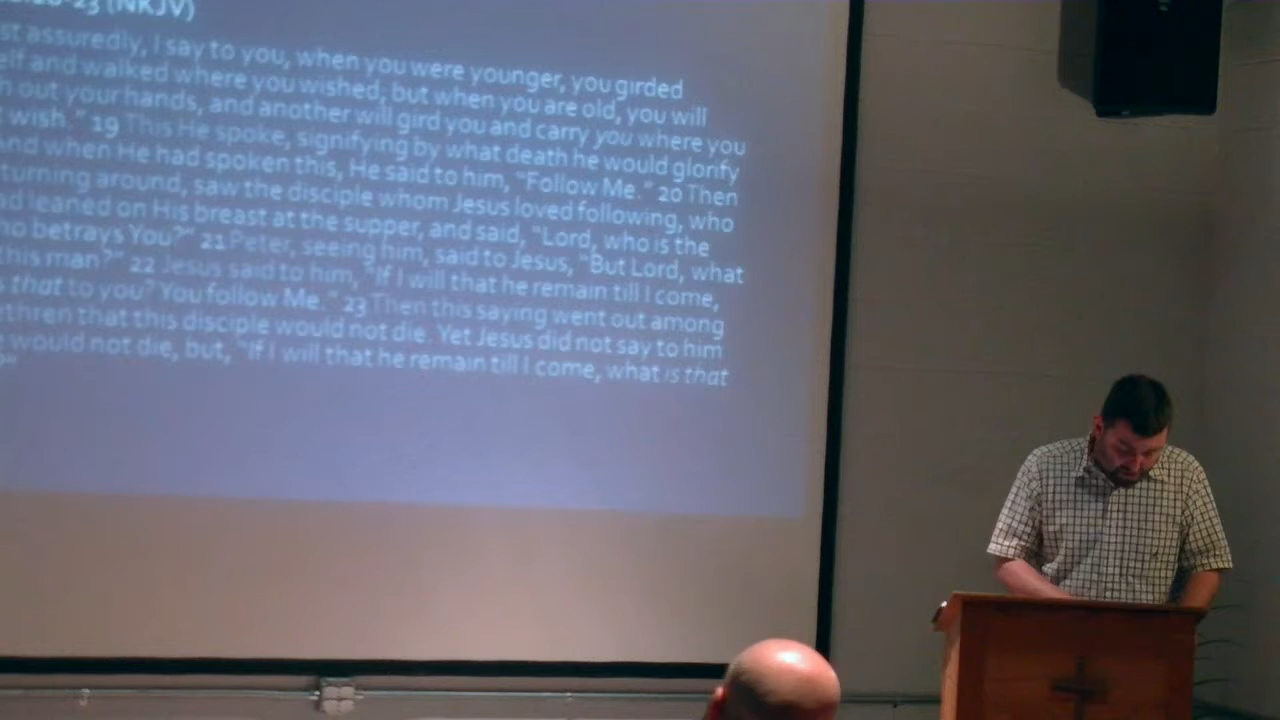 -23 (NKJV)
st assuredly, I say to you, when you were younger, you girded
elf and walked where you wished, but when you are old, you will
h out your hands, and another will gird you and carry you where you
t wish." 19 This He spoke, signifying by what death he would glorify
And when He had spoken this, He said to him, "Follow Me." 20 Then
turning around, saw the disciple whom Jesus loved following, who
ad leaned on His breast at the supper, and said, "Lord, who is the
ho betrays You?" 21 Peter, seeing him, said to Jesus, "But Lord, what
this man?" 22 Jesus said to him, "If I will that he remain till I come,
s that to you? You follow Me." 23 Then this saying went out among
ethren that this disciple would not die. Yet Jesus did not say to him
e would not die, but, "If I will that he remain till I come, what is that
?"